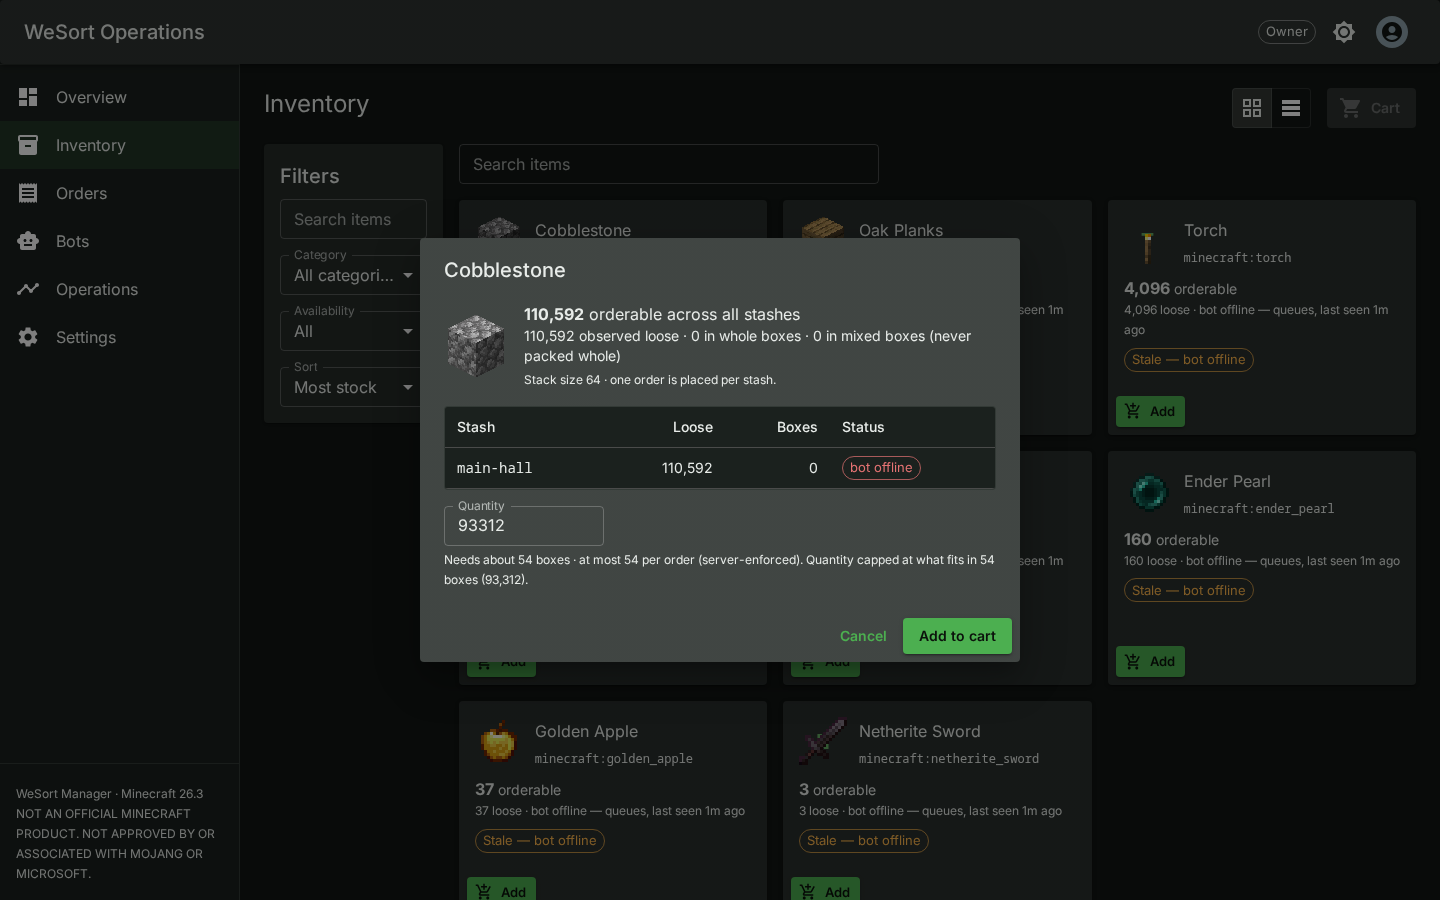 WeSort Operations
Owner
Overview
Inventory
Orders
Bots
Operations
Settings
WeSort Manager · Minecraft 26.3
NOT AN OFFICIAL MINECRAFT
PRODUCT. NOT APPROVED BY OR
ASSOCIATED WITH MOJANG OR
MICROSOFT.
Inventory
Cart
Filters
Search items
Category
All categori...
Availability
All
Sort
Most stock
Search items
Cobblestone
Oak Planks
seen 1m
Torch
minecraft:torch
4,096 orderable
4,096 loose · bot offline — queues, last seen 1m
ago
Stale — bot offline
Add
Cobblestone
110,592 orderable across all stashes
110,592 observed loose · 0 in whole boxes · 0 in mixed boxes (never
packed whole)
Stack size 64 · one order is placed per stash.
Stash Loose Boxes Status
main-hall 110,592 0 bot offline
Quantity
93312
Needs about 54 boxes · at most 54 per order (server-enforced). Quantity capped at what fits in 54
boxes (93,312).
Cancel
Add to cart
seen 1m
Add
Add
Ender Pearl
minecraft:ender_pearl
160 orderable
160 loose · bot offline — queues, last seen 1m ago
Stale — bot offline
Add
Golden Apple
minecraft:golden_apple
37 orderable
37 loose · bot offline — queues, last seen 1m ago
Stale — bot offline
Add
Netherite Sword
minecraft:netherite_sword
3 orderable
3 loose · bot offline — queues, last seen 1m ago
Stale — bot offline
Add